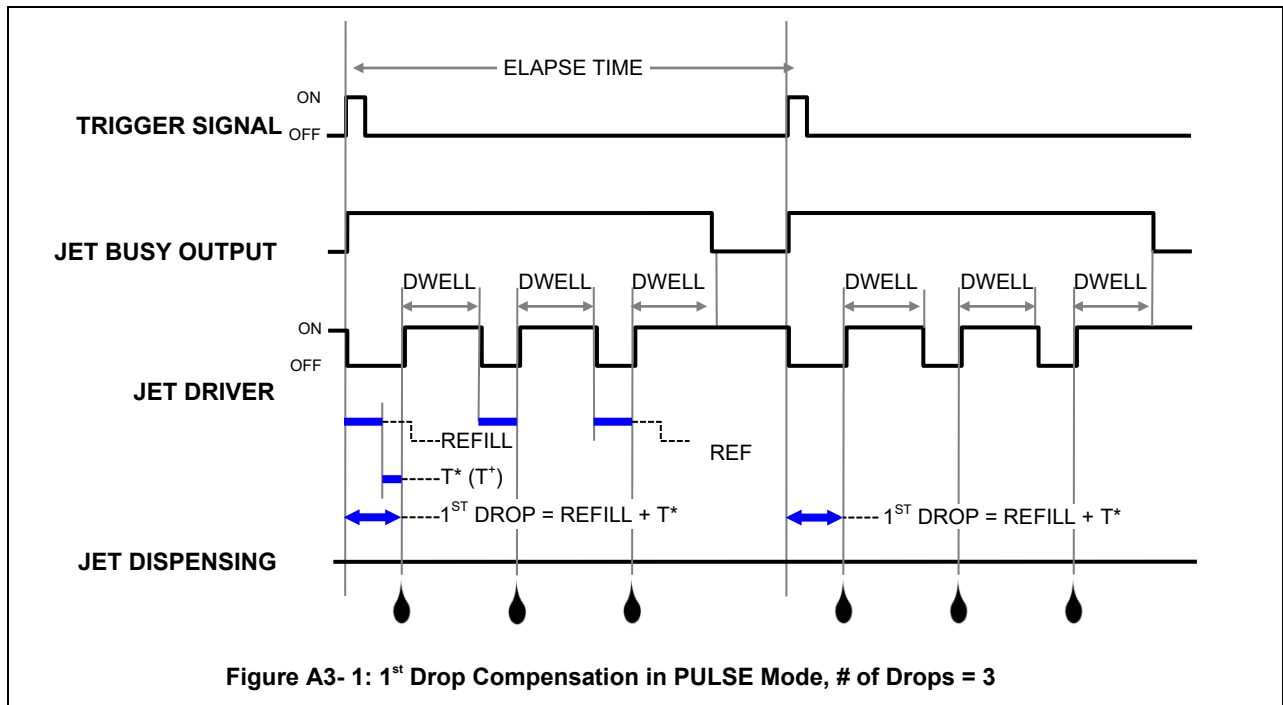 ELAPSE TIME
ON
TRIGGER SIGNAL OFF
JET BUSY OUTPUT
DWELL DWELL DWELL DWELL DWELL DWELL
ON
OFF
JET DRIVER
REFILL
REF
T* (T+)
1ST DROP = REFILL + T* 1ST DROP = REFILL + T*
JET DISPENSING
Figure A3- 1: 1st Drop Compensation in PULSE Mode, # of Drops = 3